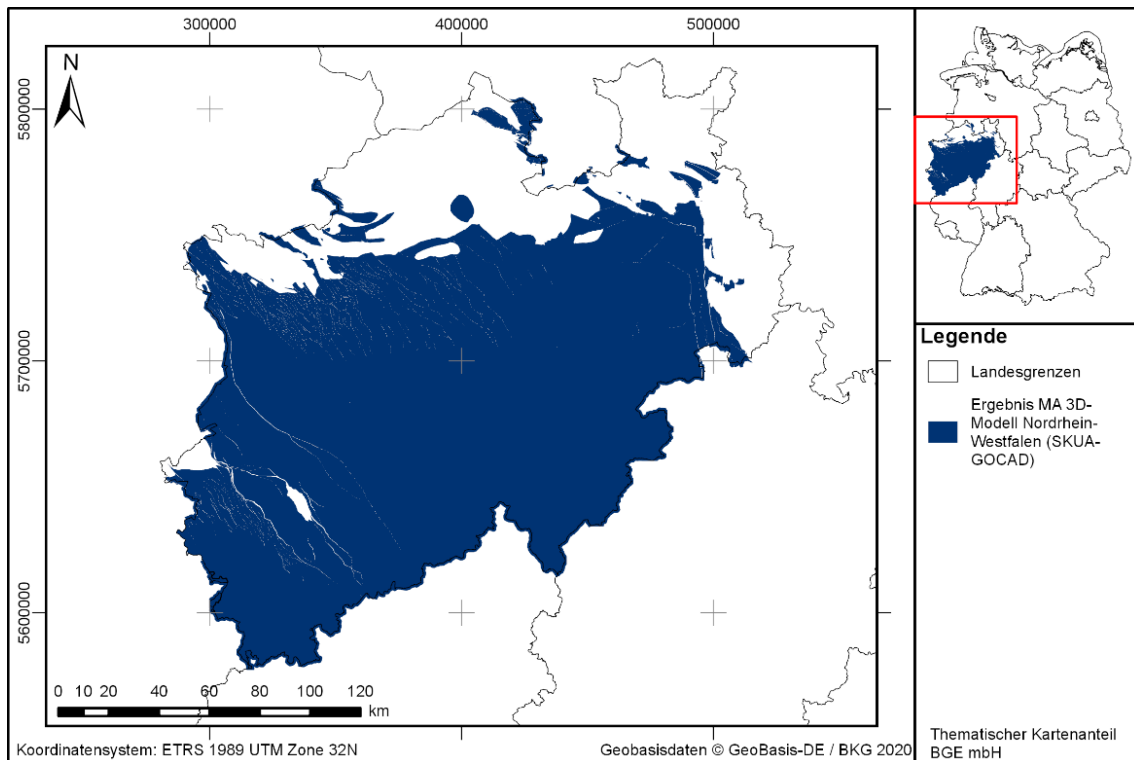 300000
400000
500000
N
5800000
5700000
5600000
0 10 20 40 60 80 100 120
km
Koordinatensystem: ETRS 1989 UTM Zone 32N
Geobasisdaten © GeoBasis-DE / BKG 2020
Legende
Landesgrenzen
Ergebnis MA 3D-
Modell Nordrhein-
Westfalen (SKUA-
GOCAD)
Thematischer Kartenanteil
BGE mbH